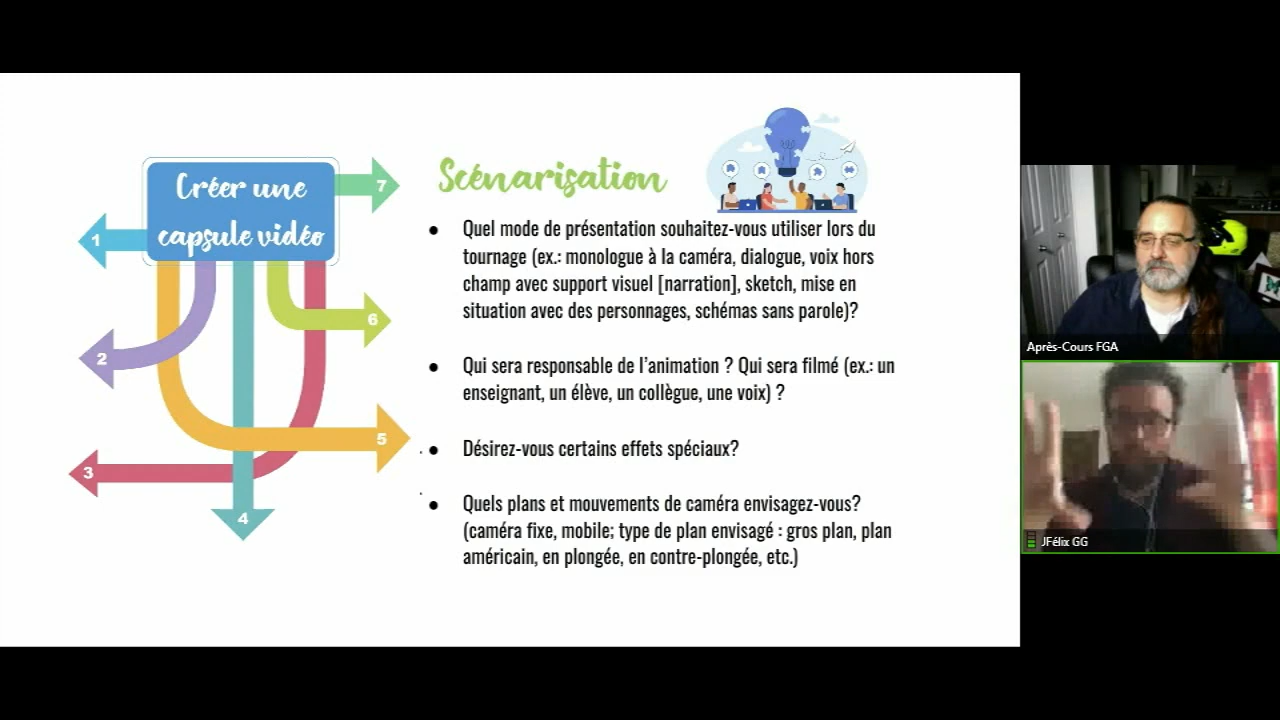 Créer une
capsule vidéo
1
2
3
4
5
6
7
Scénarisation
● Quel mode de présentation souhaitez-vous utiliser lors du
tournage (ex.: monologue à la caméra, dialogue, voix hors
champ avec support visuel [narration], sketch, mise en
situation avec des personnages, schémas sans parole)?
● Qui sera responsable de l'animation ? Qui sera filmé (ex.: un
enseignant, un élève, un collègue, une voix) ?
● Désirez-vous certains effets spéciaux?
● Quels plans et mouvements de caméra envisagez-vous?
(caméra fixe, mobile; type de plan envisagé : gros plan, plan
américain, en plongée, en contre-plongée, etc.)
Après-Cours FGA
JFélix GG